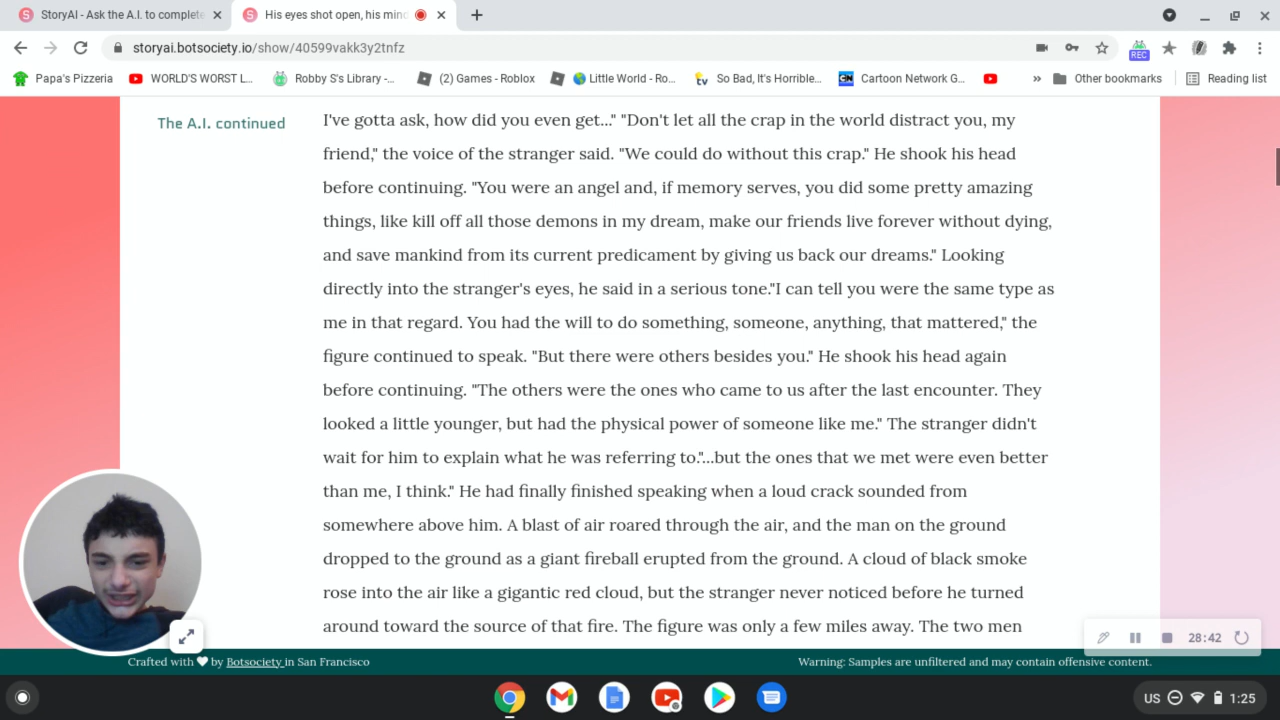 StoryAI - Ask the A.I. to complete
His eyes shot open, his mind
storyai.botsociety.io/show/40599vakk3y2tnfz
REC
Papa's Pizzeria
WORLD'S WORST L...
Robby S's Library -...
(2) Games - Roblox
Little World - Ro...
tv
So Bad, It's Horrible...
CN
Cartoon Network G...
»
Other bookmarks
Reading list
The A.I. continued
I've gotta ask, how did you even get..." "Don't let all the crap in the world distract you, my
friend," the voice of the stranger said. "We could do without this crap." He shook his head
before continuing. "You were an angel and, if memory serves, you did some pretty amazing
things, like kill off all those demons in my dream, make our friends live forever without dying,
and save mankind from its current predicament by giving us back our dreams." Looking
directly into the stranger's eyes, he said in a serious tone."I can tell you were the same type as
me in that regard. You had the will to do something, someone, anything, that mattered," the
figure continued to speak. "But there were others besides you." He shook his head again
before continuing. "The others were the ones who came to us after the last encounter. They
looked a little younger, but had the physical power of someone like me." The stranger didn't
wait for him to explain what he was referring to."...but the ones that we met were even better
than me, I think." He had finally finished speaking when a loud crack sounded from
somewhere above him. A blast of air roared through the air, and the man on the ground
dropped to the ground as a giant fireball erupted from the ground. A cloud of black smoke
rose into the air like a gigantic red cloud, but the stranger never noticed before he turned
around toward the source of that fire. The figure was only a few miles away. The two men
28:42
Crafted with ❤ by Botsociety in San Francisco
Warning: Samples are unfiltered and may contain offensive content.
US
1:25